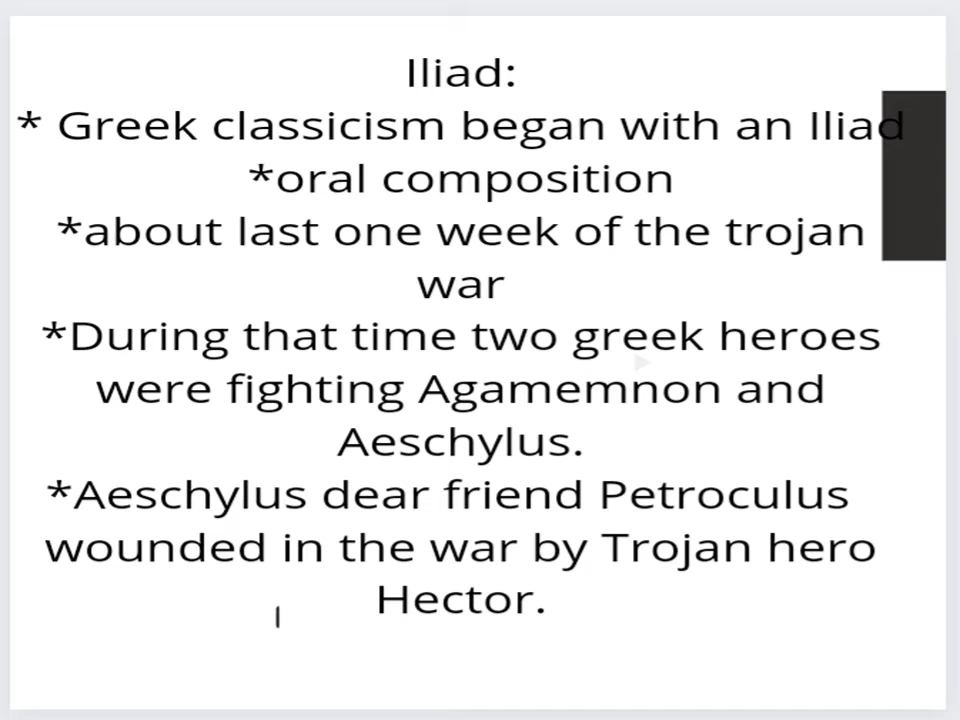 Iliad:
* Greek classicism began with an Iliad
*oral composition
*about last one week of the trojan
war
*During that time two greek heroes
were fighting Agamemnon and
Aeschylus.
*Aeschylus dear friend Petroculus
wounded in the war by Trojan hero
Hector.